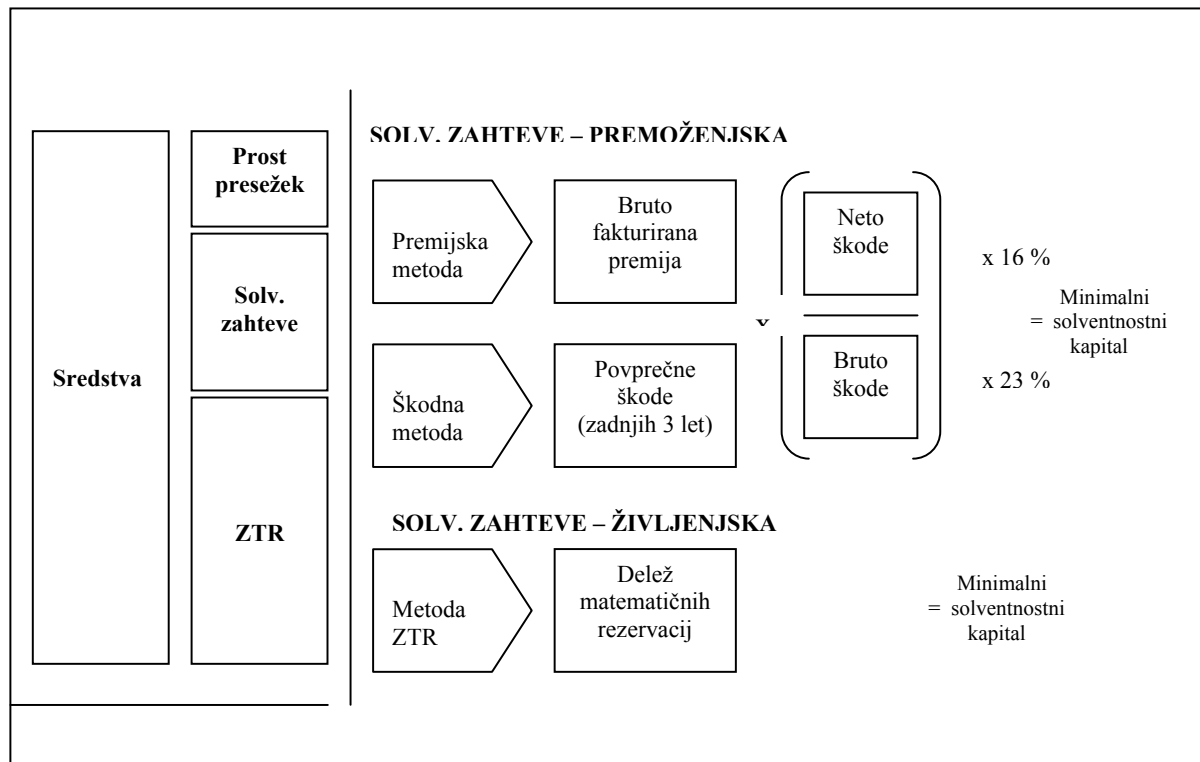 Sredstva
Prost
presežek
Solv.
zahteve
ZTR
SOLV. ZAHTEVE – PREMOŽENJSKA
Premijska
metoda
Bruto
fakturirana
premija
Škodna
metoda
Povprečne
škode
(zadnjih 3 let)
x
Neto
škode
Bruto
škode
x 16 %
x 23 %
Minimalni
= solventnostni
kapital
SOLV. ZAHTEVE – ŽIVLJENJSKA
Metoda
ZTR
Delež
matematičnih
rezervacij
Minimalni
= solventnostni
kapital